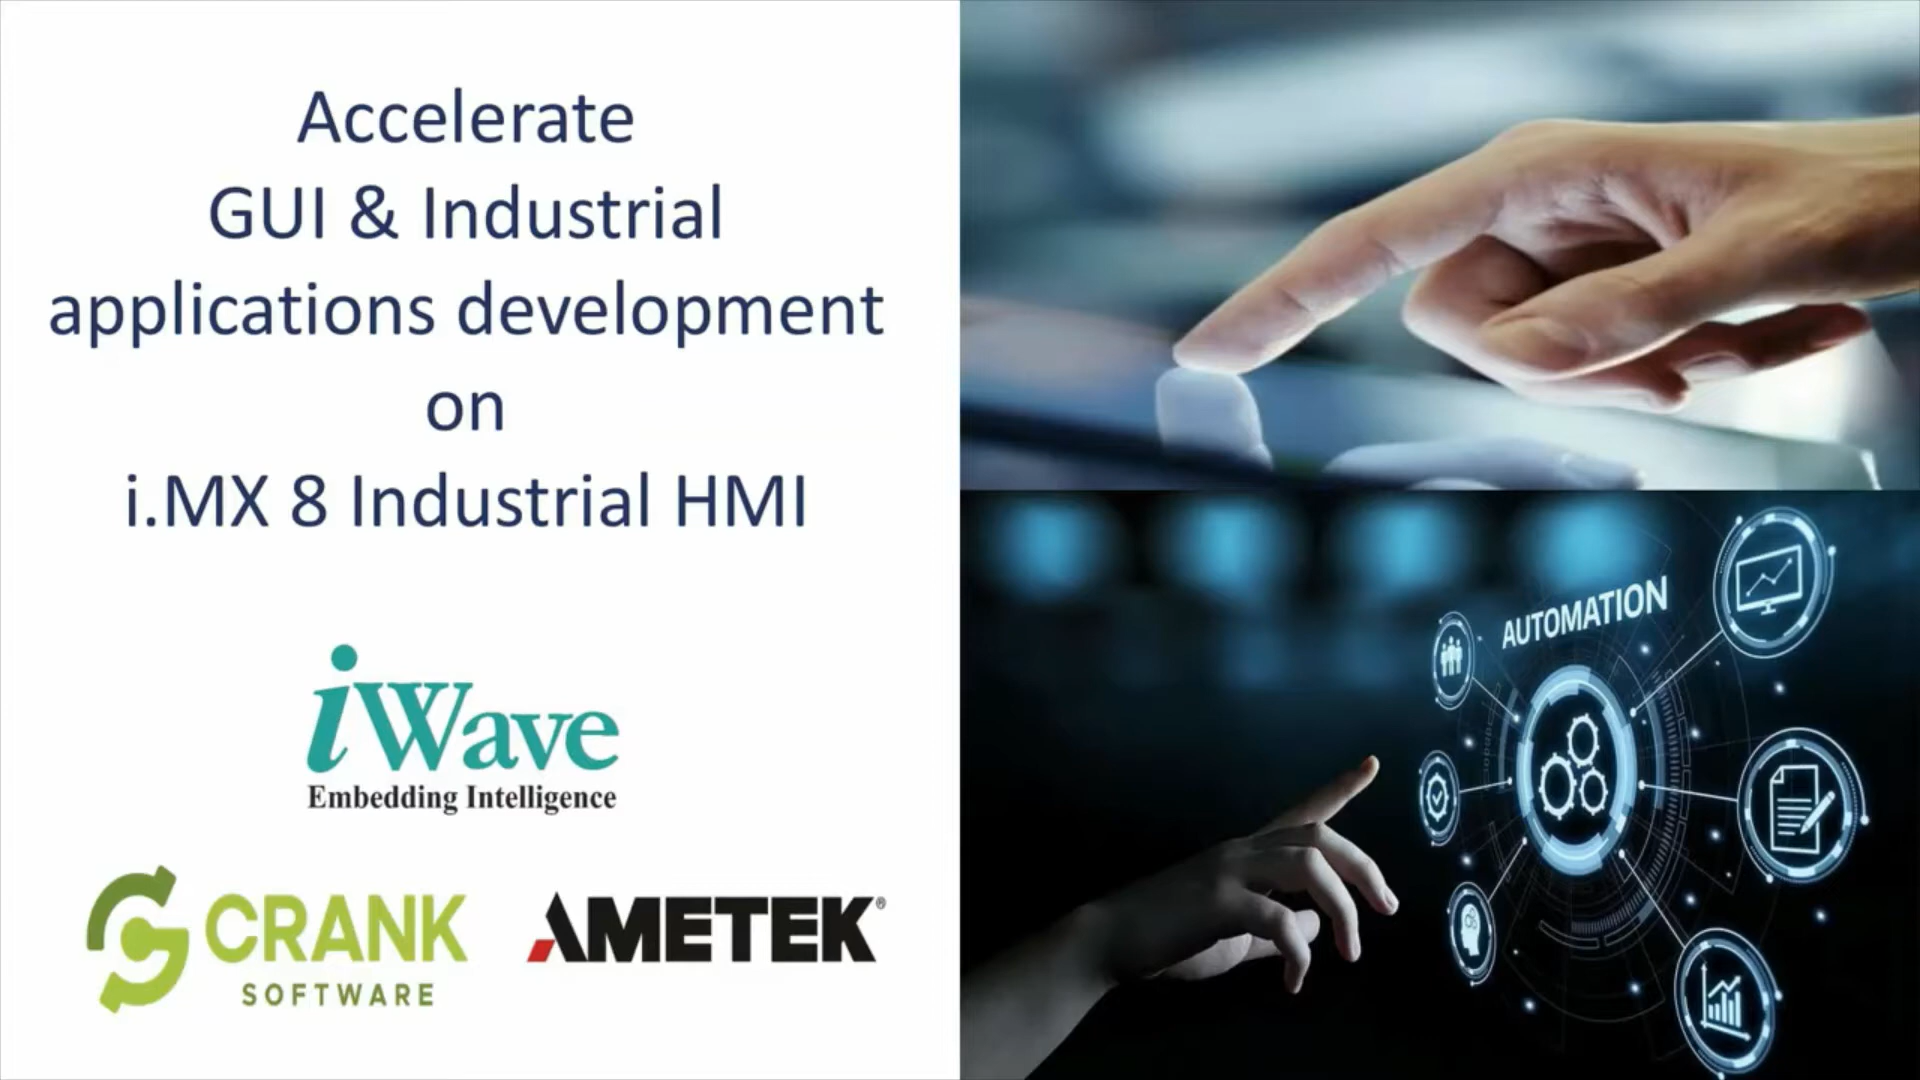 Accelerate
GUI & Industrial
applications development
on
i.MX 8 Industrial HMI
iWave
Embedding Intelligence
CRANK
SOFTWARE
AMETEK®
AUTOMATION